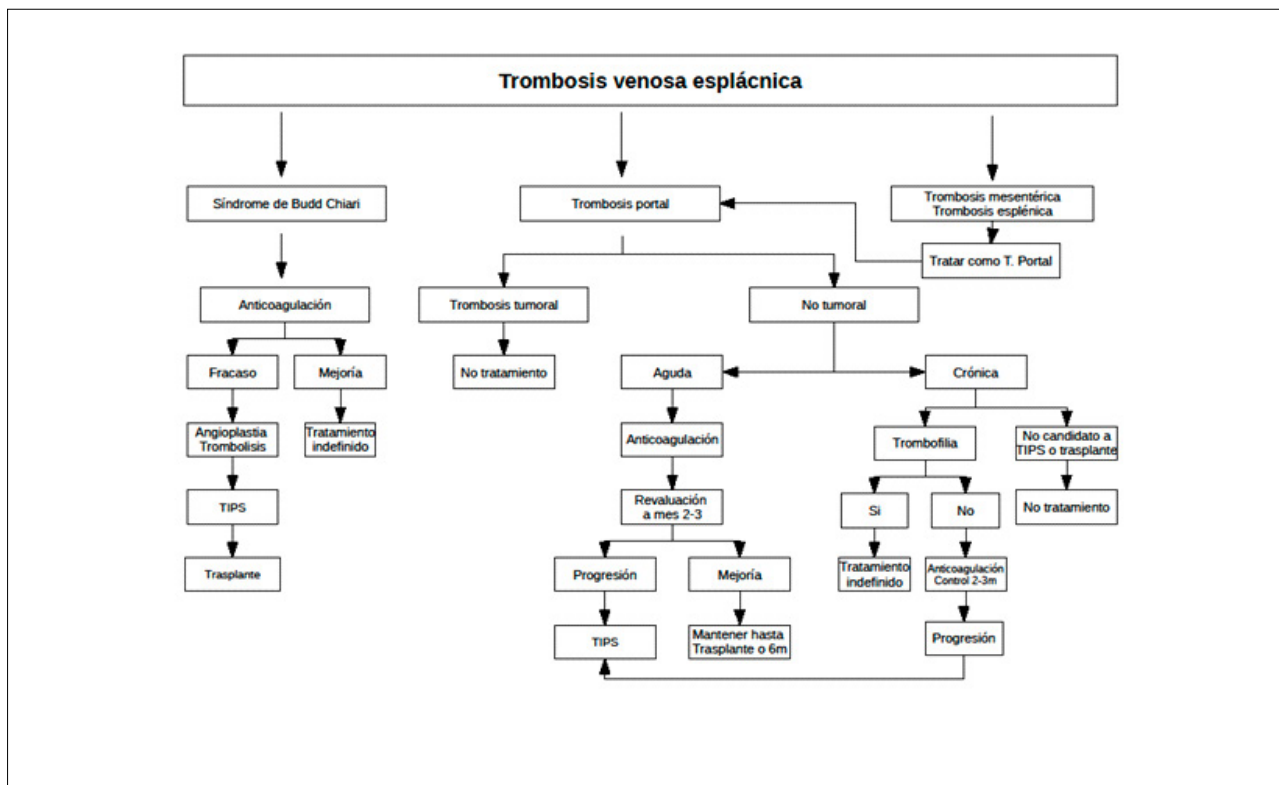 Trombosis venosa esplácnica
Síndrome de Budd Chiari
Trombosis portal
Trombosis mesentérica
Trombosis esplénica
Tratar como T. Portal
Anticoagulación
Trombosis tumoral
No tumoral
Fracaso
Mejoría
No tratamiento
Aguda
Crónica
Angioplastia
Trombolisis
Tratamiento
indefinido
Anticoagulación
Trombofilia
No candidato a
TIPS o trasplante
TIPS
Revaluación
a mes 2-3
Si
No
No tratamiento
Trasplante
Progresión
Mejoría
Tratamiento
indefinido
Anticoagulación
Control 2-3m
TIPS
Mantener hasta
Trasplante o 6m
Progresión